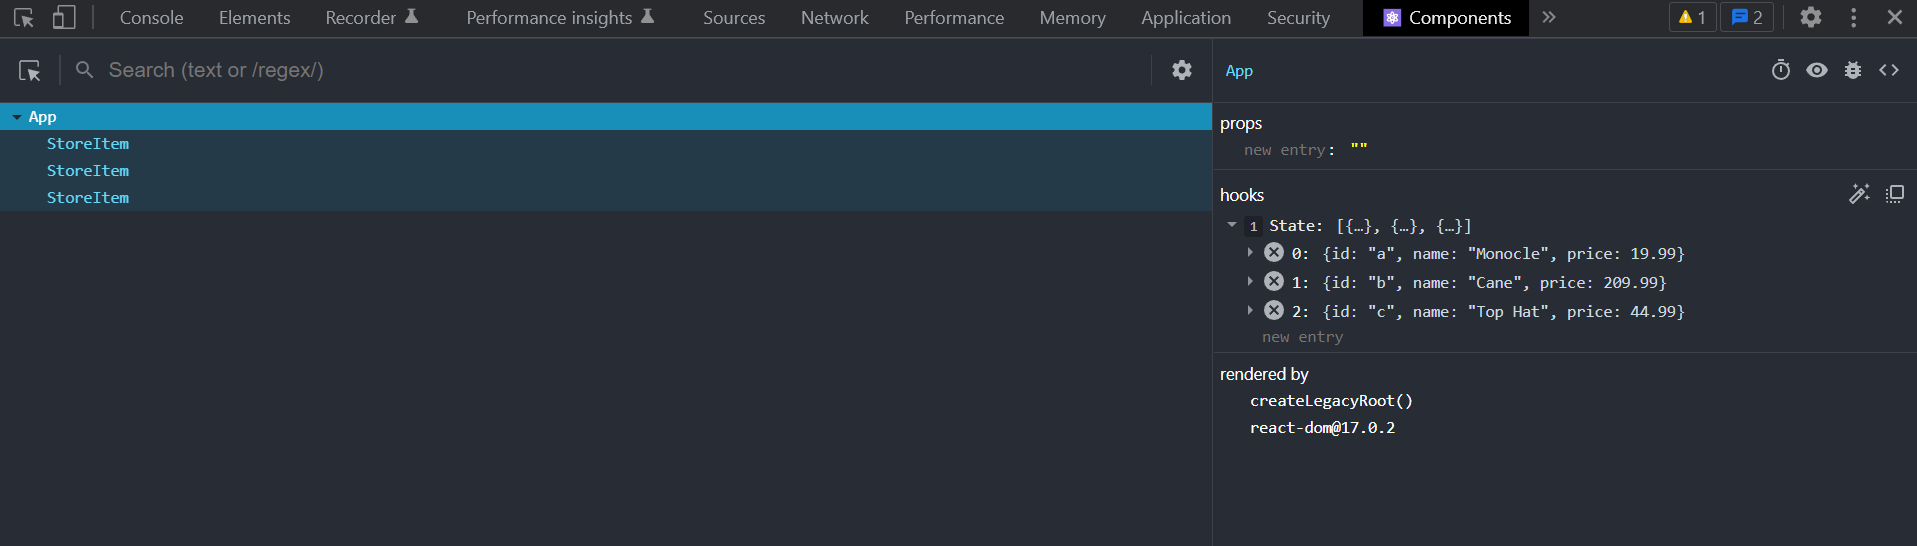 Console Elements Recorder Performance insights Sources Network Performance Memory Application Security Components 1 2
Search (text or /regex/)
App
StoreItem
StoreItem
StoreItem
App
props
new entry: ""
hooks
1 State: [{…}, {…}, {…}]
0: {id: "a", name: "Monocle", price: 19.99}
1: {id: "b", name: "Cane", price: 209.99}
2: {id: "c", name: "Top Hat", price: 44.99}
new entry
rendered by
createLegacyRoot()
react-dom@17.0.2